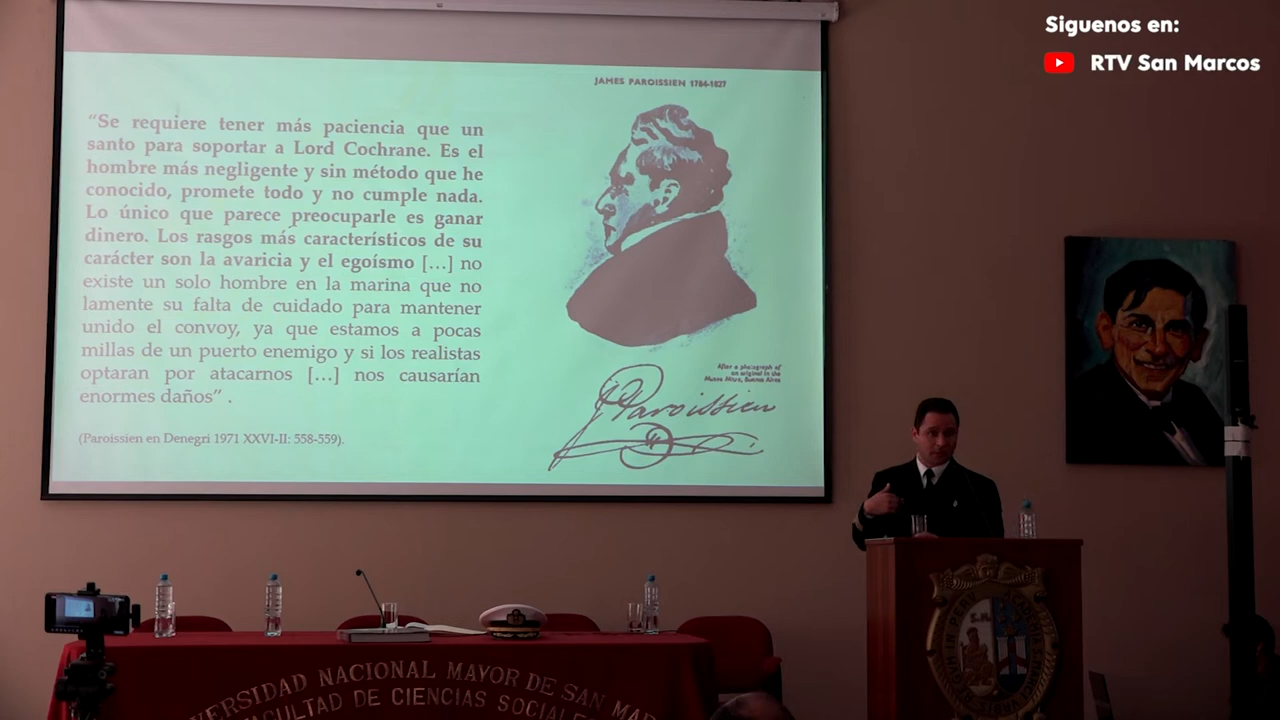 Siguenos en:
RTV San Marcos
JAMES PAROISSIEN 1784-1827
“Se requiere tener más paciencia que un
santo para soportar a Lord Cochrane. Es el
hombre más negligente y sin método que he
conocido, promete todo y no cumple nada.
Lo único que parece preocuparle es ganar
dinero. Los rasgos más característicos de su
carácter son la avaricia y el egoísmo [...] no
existe un solo hombre en la marina que no
lamente su falta de cuidado para mantener
unido el convoy, ya que estamos a pocas
millas de un puerto enemigo y si los realistas
optaran por atacarnos [...] nos causarían
enormes daños” .
(Paroissien en Denegri 1971 XXVI-II: 558-559).
After a photograph of
an original in the
Museo Mitre, Buenos Aires
J Paroissien
VERSIDAD NACIONAL MAYOR DE SAN MAR
FACULTAD DE CIENCIAS SOCIALES